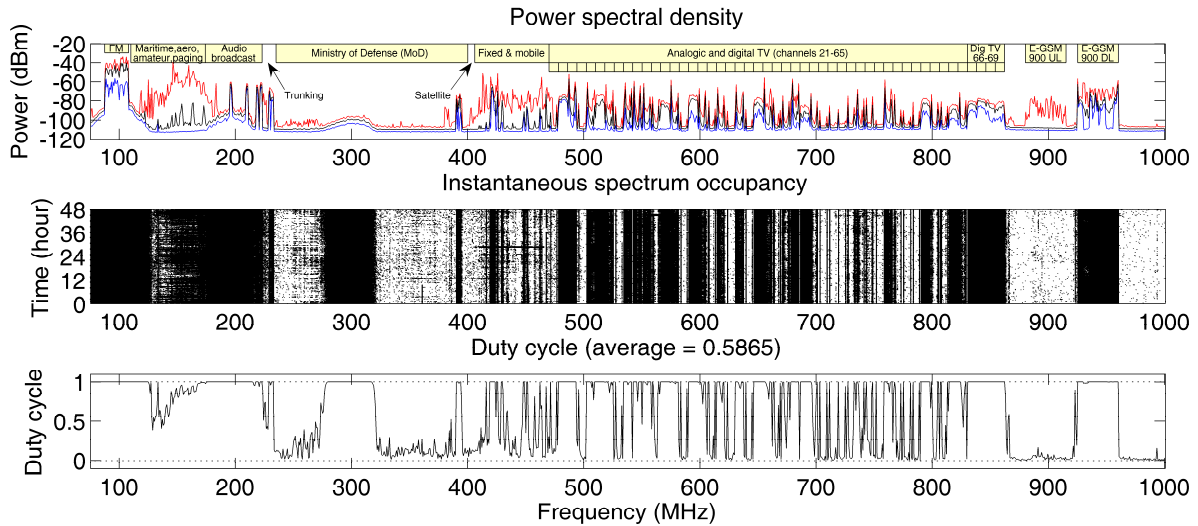 Power spectral density
Power (dBm)
-20
-40
-60
-80
-100
-120
FM
Maritime,aero,
amateur,paging
Audio
broadcast
Ministry of Defense (MoD)
Fixed & mobile
Analogic and digital TV (channels 21-65)
Dig TV
66-69
E-GSM
900 UL
E-GSM
900 DL
Trunking
Satellite
100 200 300 400 500 600 700 800 900 1000
Instantaneous spectrum occupancy
Time (hour)
48
36
24
12
0
100 200 300 400 500 600 700 800 900 1000
Duty cycle (average = 0.5865)
Duty cycle
1
0.5
0
100 200 300 400 500 600 700 800 900 1000
Frequency (MHz)